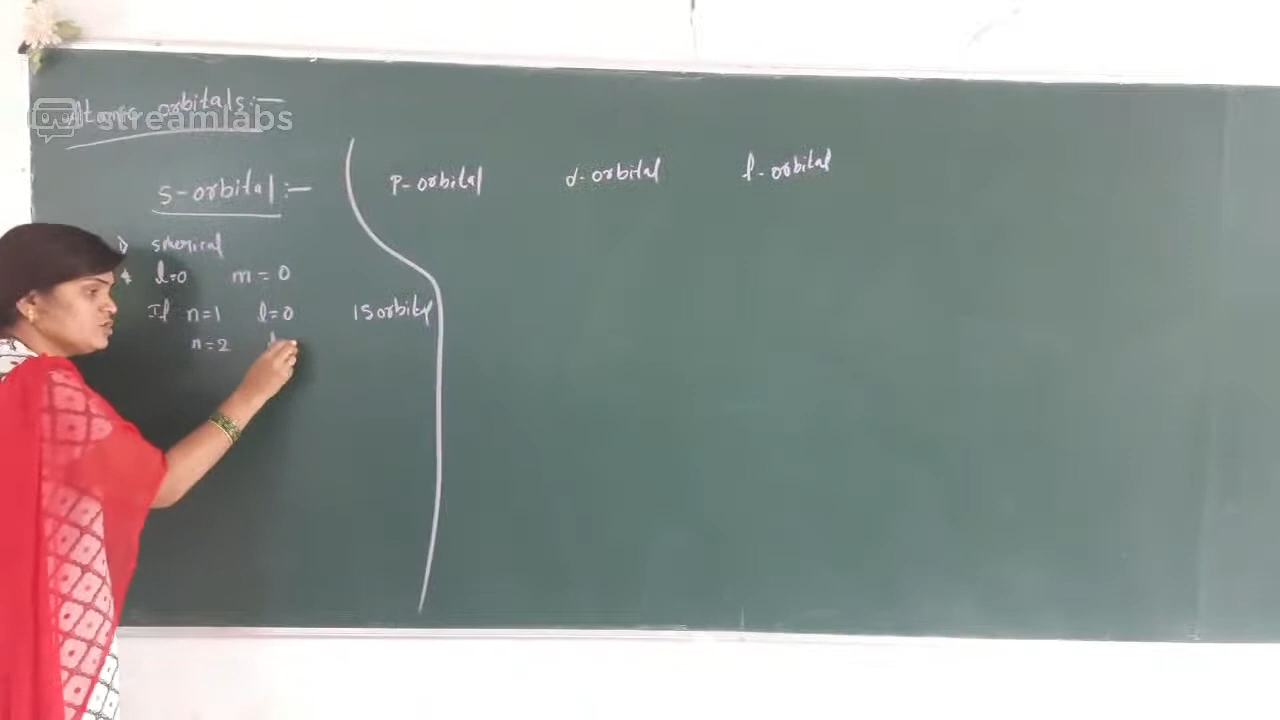 Atomic orbitals:-
streamlabs
s-orbital:-
spherical
l=0 m=0
If n=1 l=0 1s orbital
n=2 l
p-orbital d-orbital f-orbital